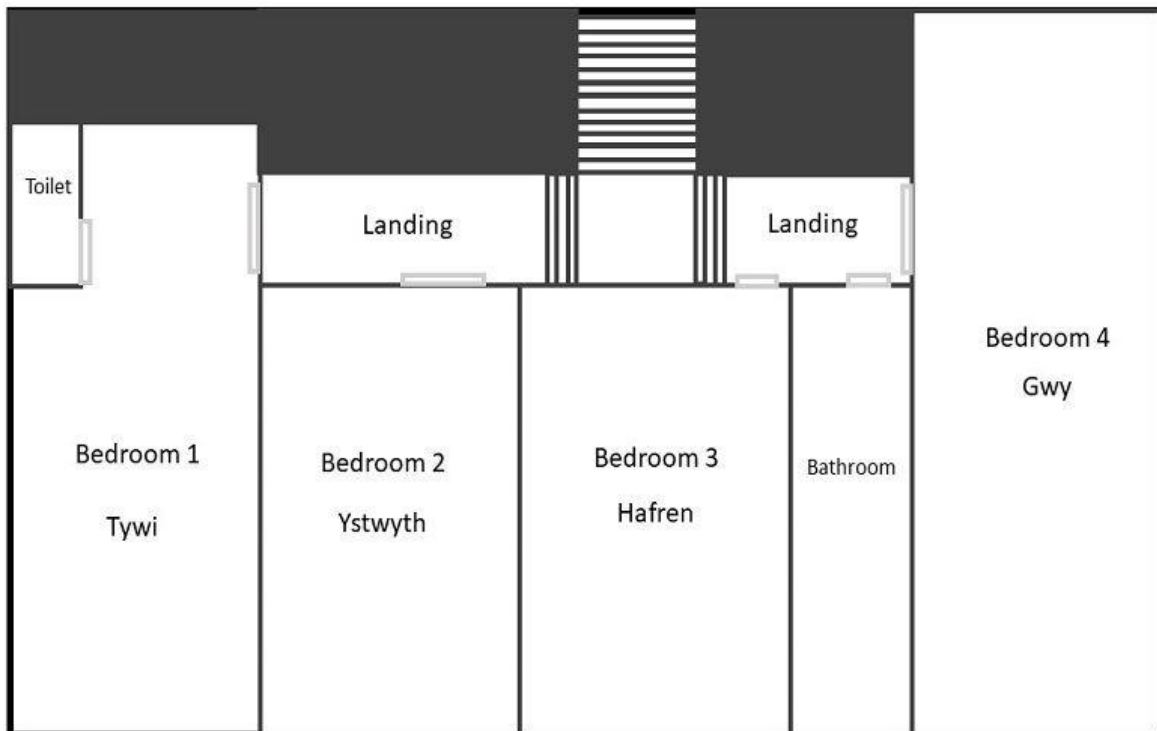 Toilet
Landing
Landing
Bedroom 1
Tywi
Bedroom 2
Ystwyth
Bedroom 3
Hafren
Bathroom
Bedroom 4
Gwy